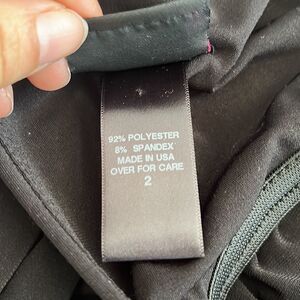 92% POLYESTER
8% SPANDEX
MADE IN USA
OVER FOR CARE
2